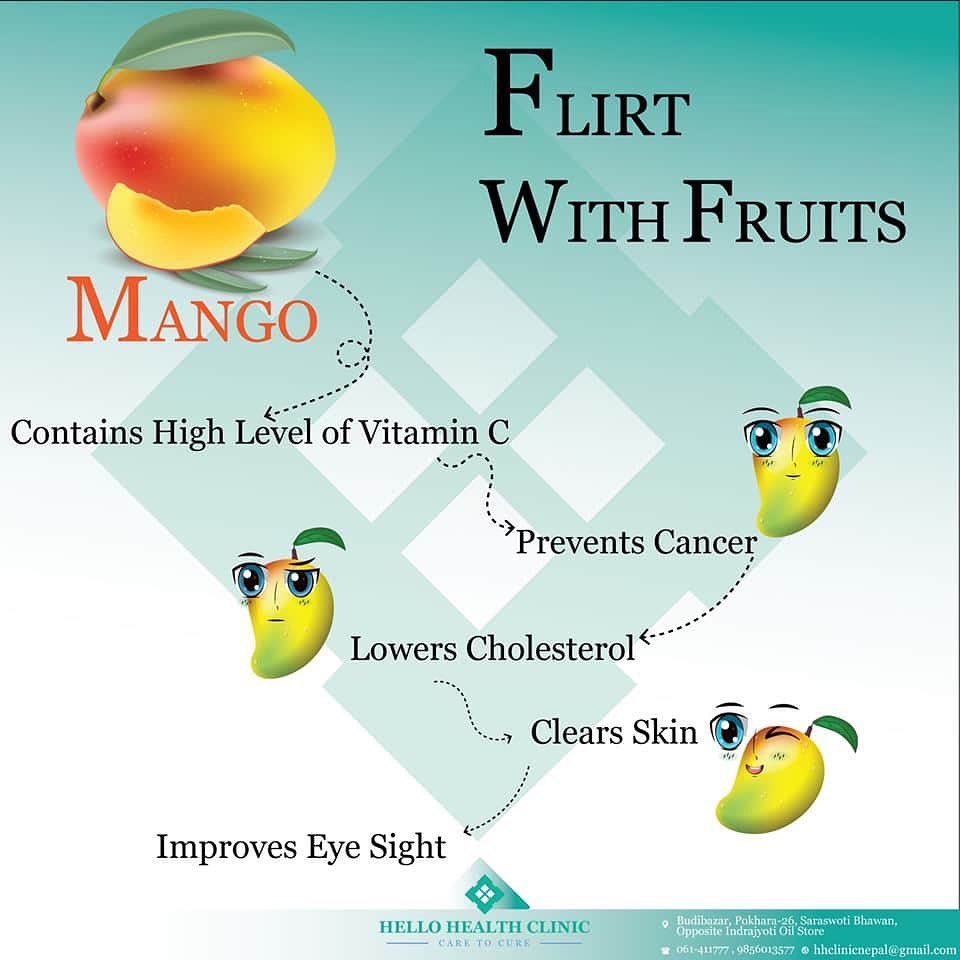 FLIRT
WITH FRUITS
MANGO
Contains High Level of Vitamin C
Prevents Cancer
Lowers Cholesterol
Clears Skin
Improves Eye Sight
HELLO HEALTH CLINIC
CARE TO CURE
Budibazar, Pokhara-26, Saraswoti Bhawan,
Opposite Indrajyoti Oil Store
061-411777 , 9856013577 hhclinicnepal@gmail.com